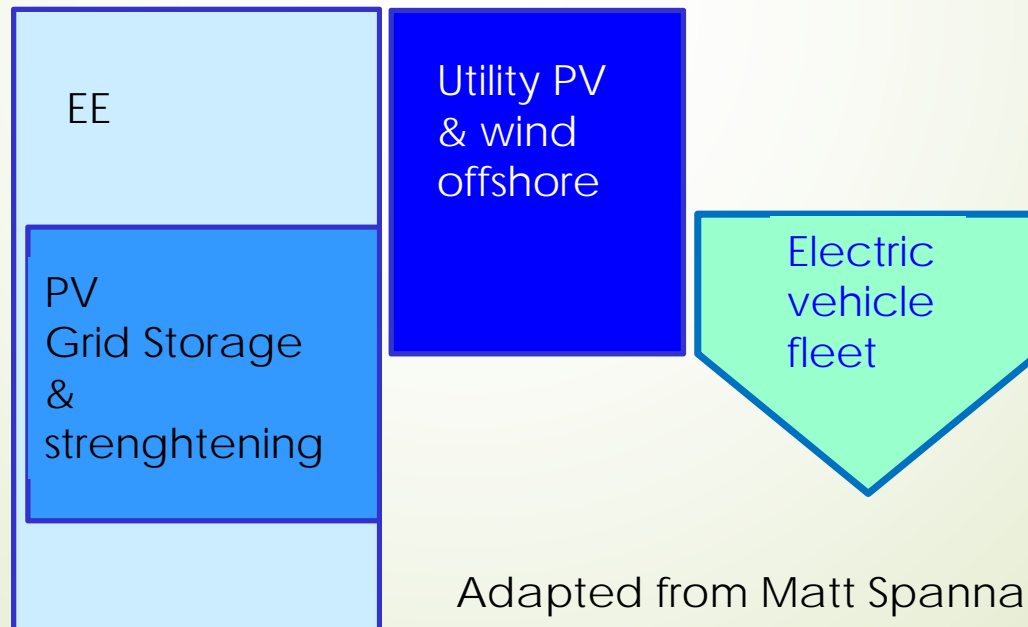 EE
PV
Grid Storage
&
strenghtening
Utility PV
& wind
offshore
Electric
vehicle
fleet
Adapted from Matt Spanna